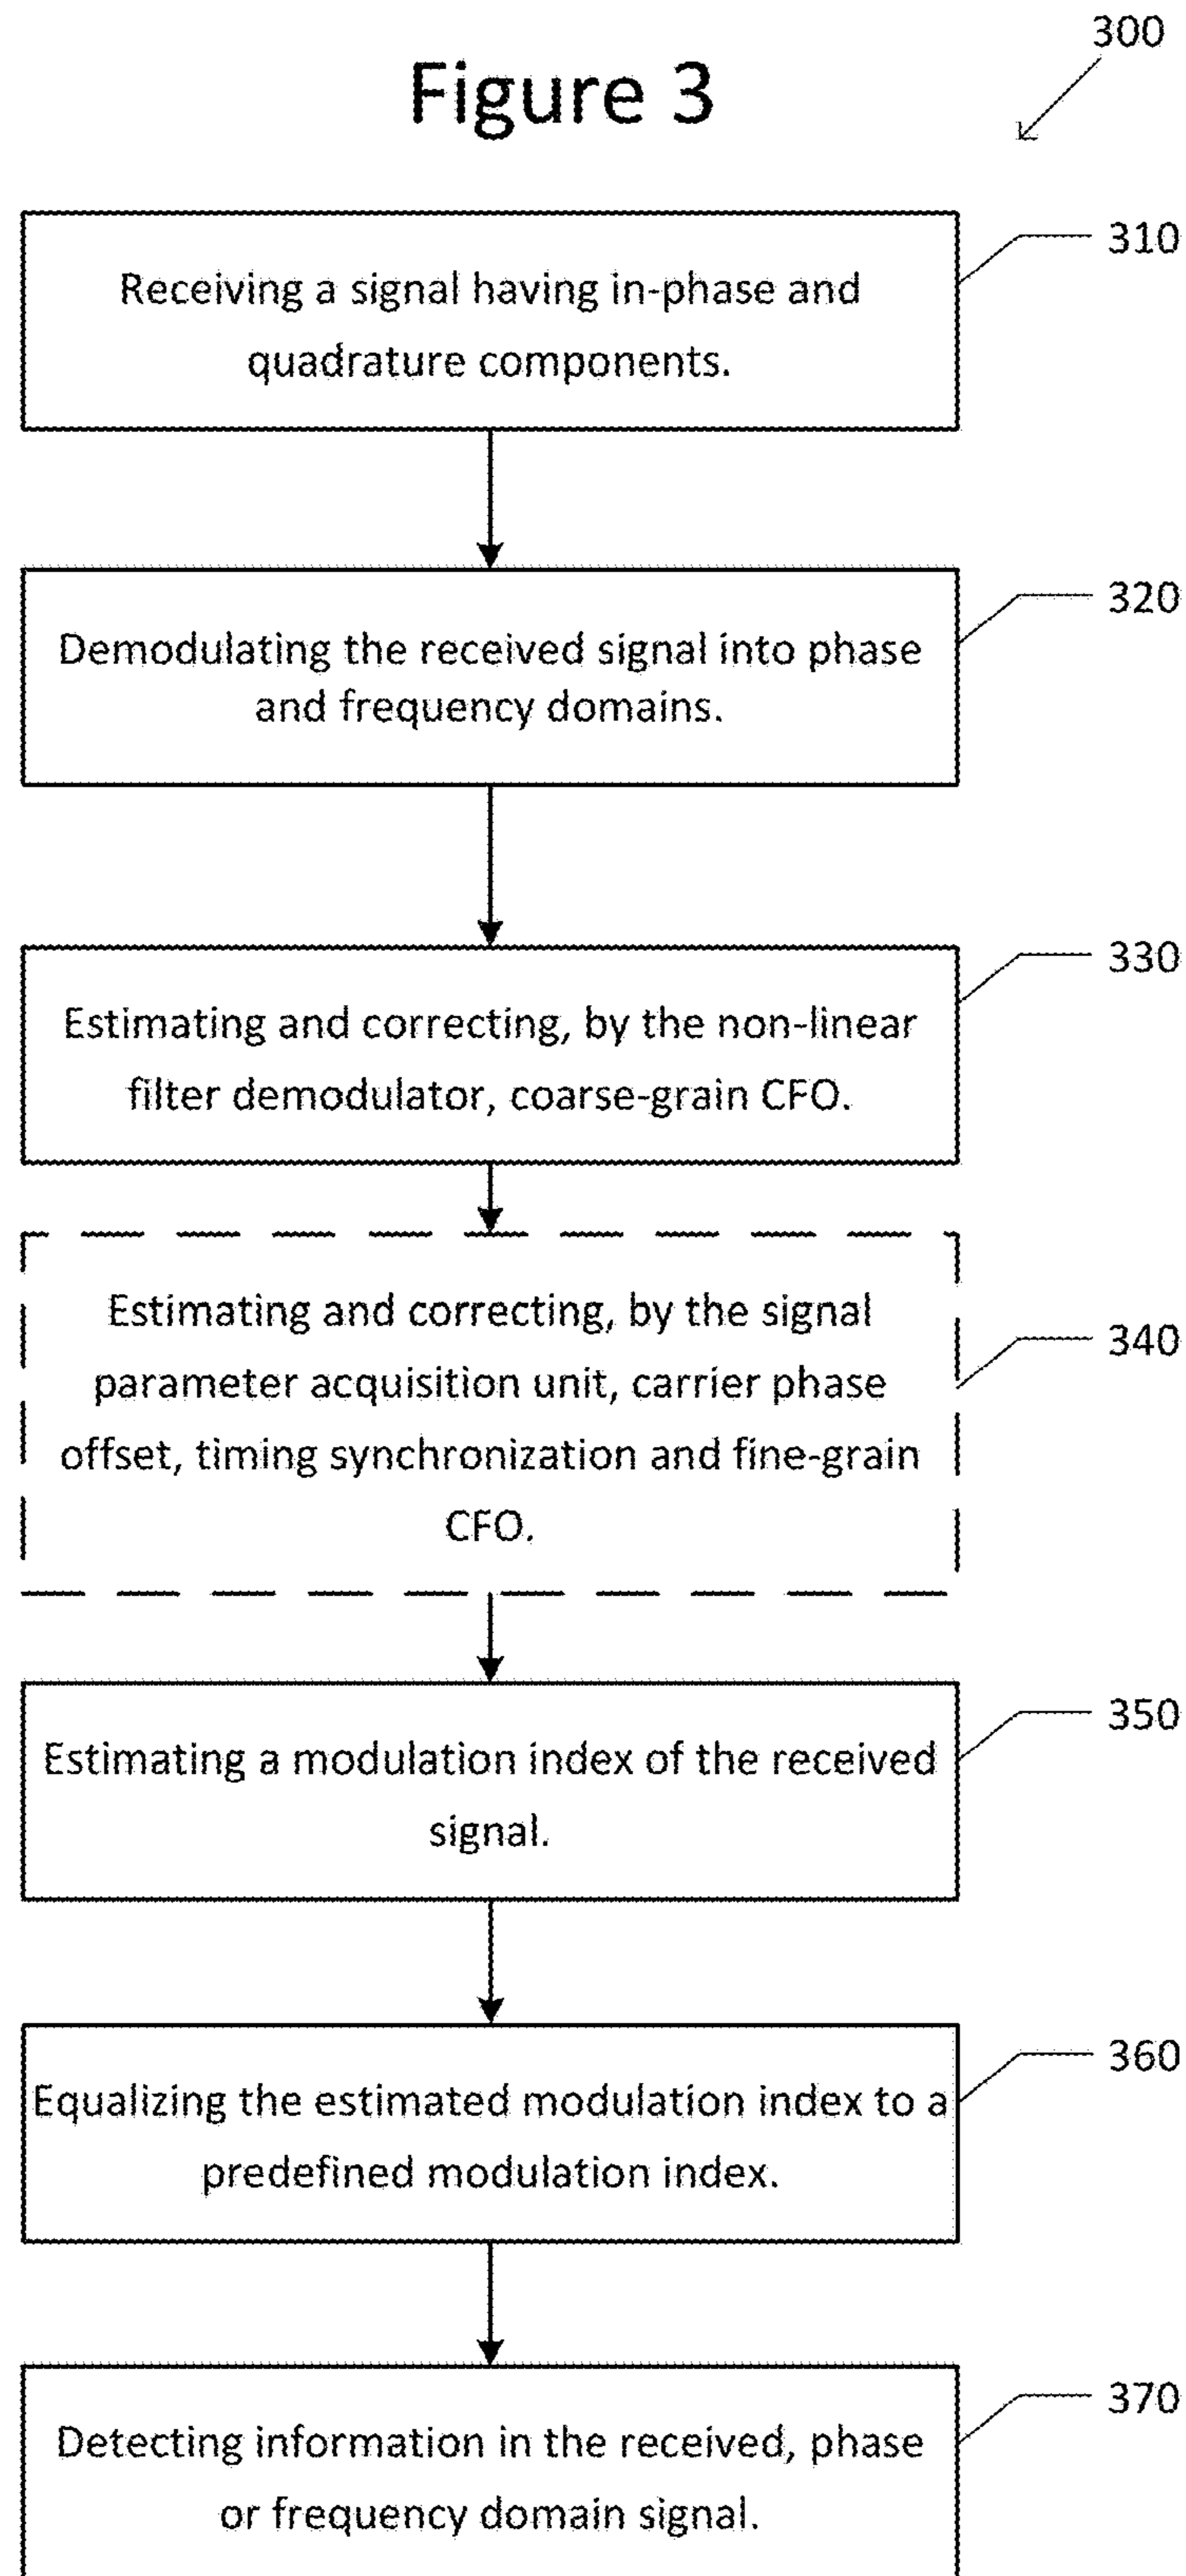 300
Figure 3
310
Receiving a signal having in-phase and
quadrature components.
320
Demodulating the received signal into phase
and frequency domains.
330
Estimating and correcting, by the non-linear
filter demodulator, coarse-grain CFO.
340
Estimating and correcting, by the signal
parameter acquisition unit, carrier phase
offset, timing synchronization and fine-grain
CFO.
350
Estimating a modulation index of the received
signal.
360
Equalizing the estimated modulation index to a
predefined modulation index.
370
Detecting information in the received, phase
or frequency domain signal.